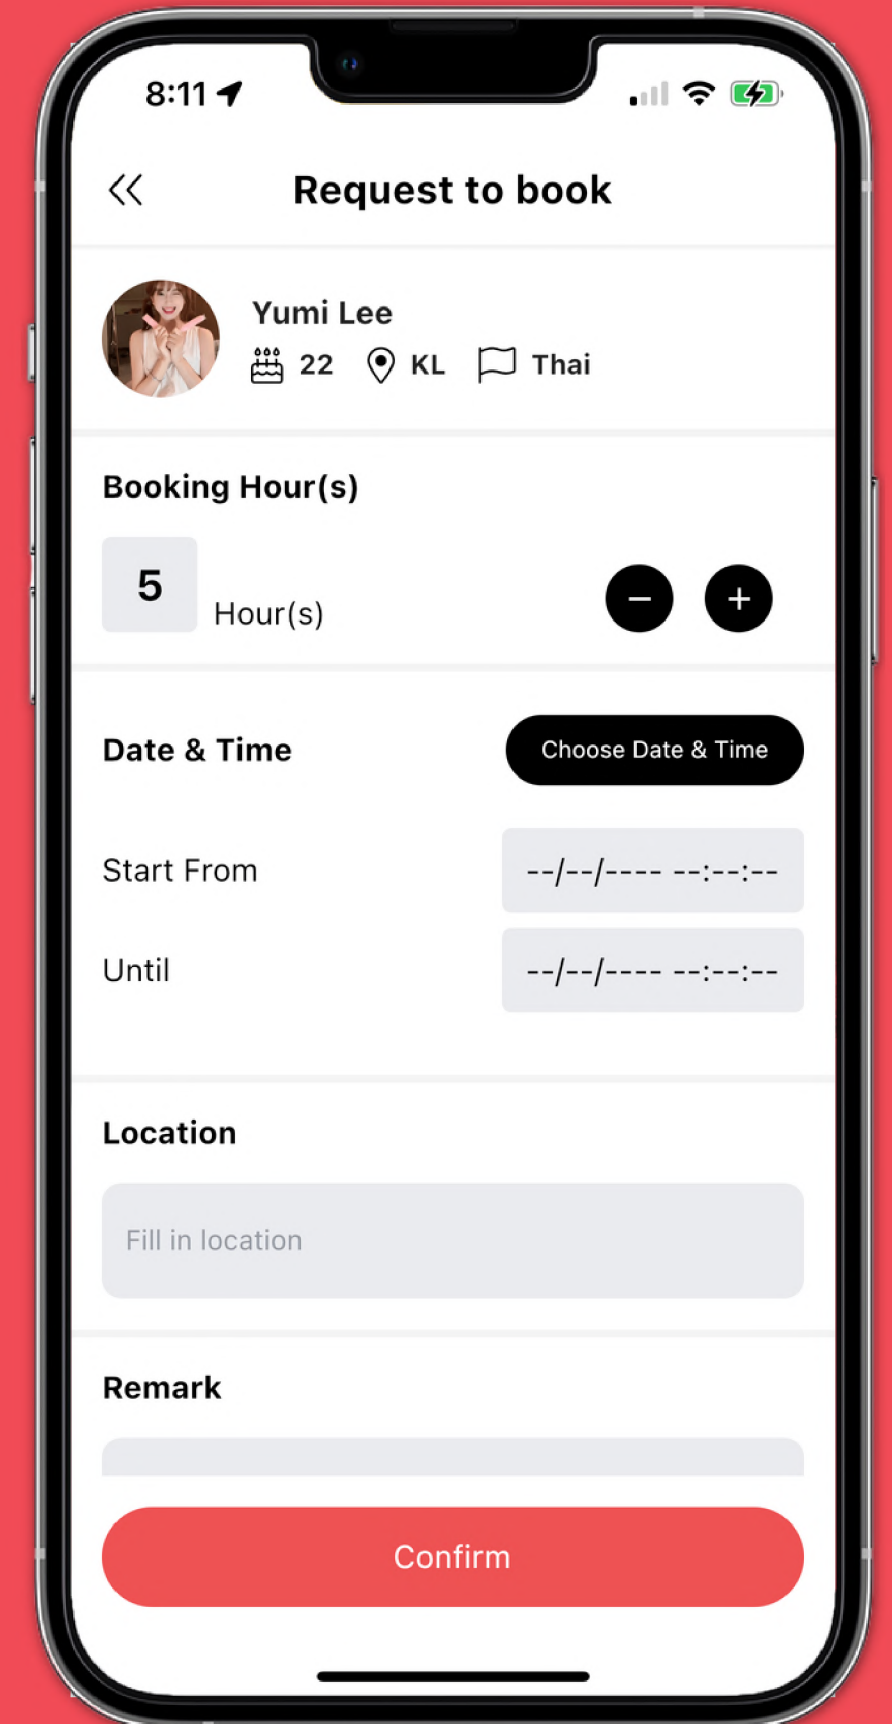 8:11
Request to book
Yumi Lee
22 KL Thai
Booking Hour(s)
5 Hour(s)
Date & Time Choose Date & Time
Start From --/--/---- --:--:--
Until --/--/---- --:--:--
Location
Fill in location
Remark
Confirm